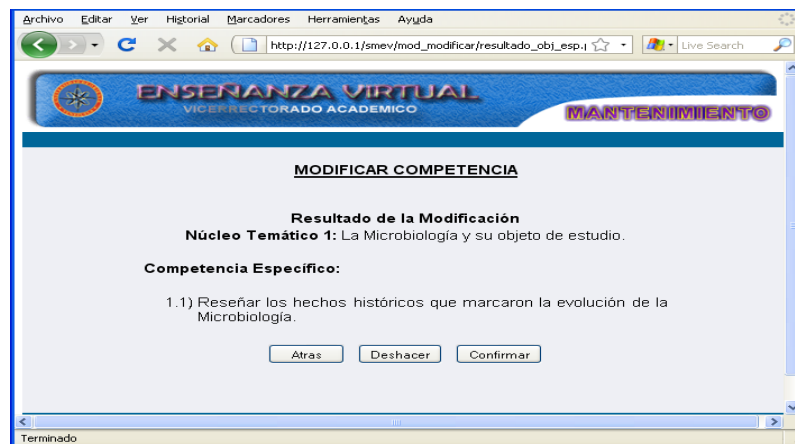 Archivo Editar Ver Historial Marcadores Herramientas Ayuda
http://127.0.0.1/smev/mod_modificar/resultado_obj_esp.p Live Search
ENSEÑANZA VIRTUAL
VICERRECTORADO ACADEMICO
MANTENIMIENTO
MODIFICAR COMPETENCIA
Resultado de la Modificación
Núcleo Temático 1: La Microbiología y su objeto de estudio.
Competencia Específico:
1.1) Reseñar los hechos históricos que marcaron la evolución de la
Microbiología.
Atras Deshacer Confirmar
Terminado